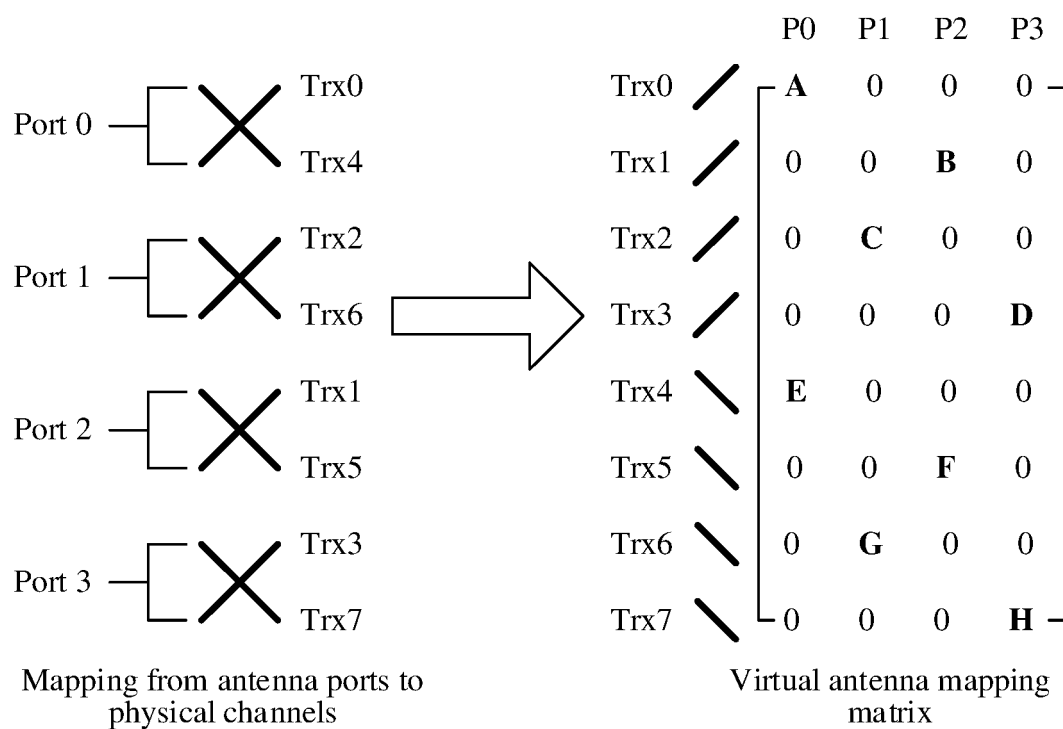 Port 0
Trx0
Trx4
Port 1
Trx2
Trx6
Port 2
Trx1
Trx5
Port 3
Trx3
Trx7
Mapping from antenna ports to
physical channels
P0 P1 P2 P3
Trx0 A 0 0 0
Trx1 0 0 B 0
Trx2 0 C 0 0
Trx3 0 0 0 D
Trx4 E 0 0 0
Trx5 0 0 F 0
Trx6 0 G 0 0
Trx7 0 0 0 H
Virtual antenna mapping
matrix